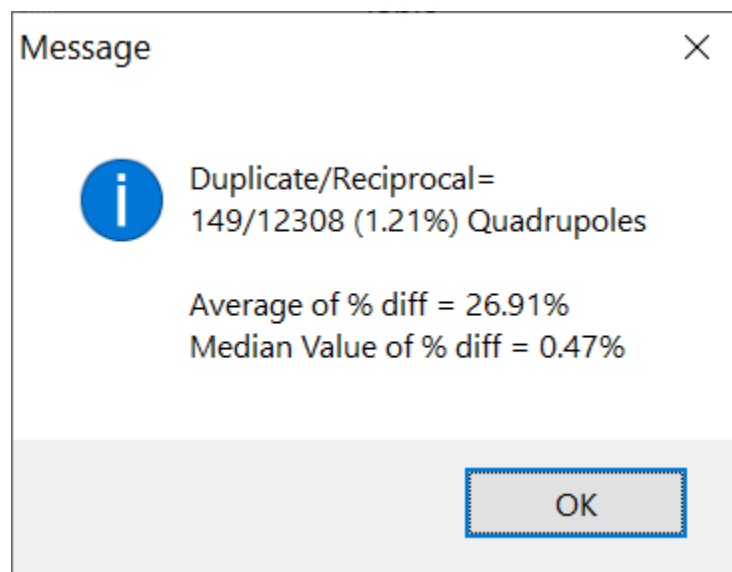 Message
Duplicate/Reciprocal=
149/12308 (1.21%) Quadrupoles
Average of % diff = 26.91%
Median Value of % diff = 0.47%
OK